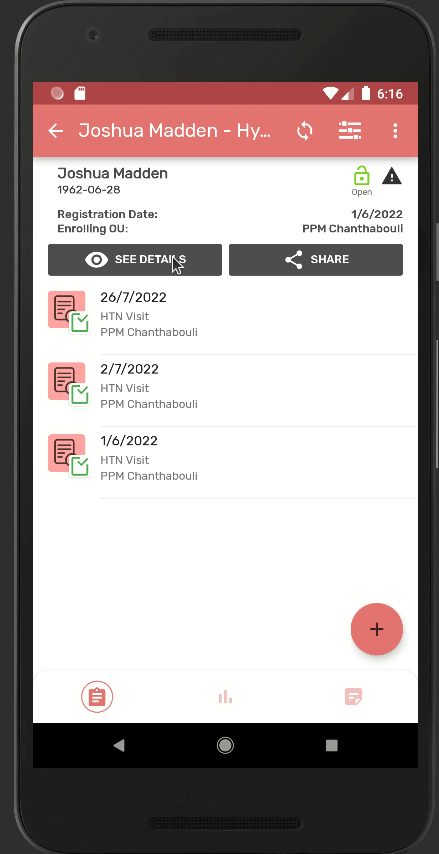 6:16
Joshua Madden - Hy...
Joshua Madden
1962-06-28
Open
Registration Date: 1/6/2022
Enrolling OU: PPM Chanthabouli
SEE DETAILS
SHARE
26/7/2022
HTN Visit
PPM Chanthabouli
2/7/2022
HTN Visit
PPM Chanthabouli
1/6/2022
HTN Visit
PPM Chanthabouli